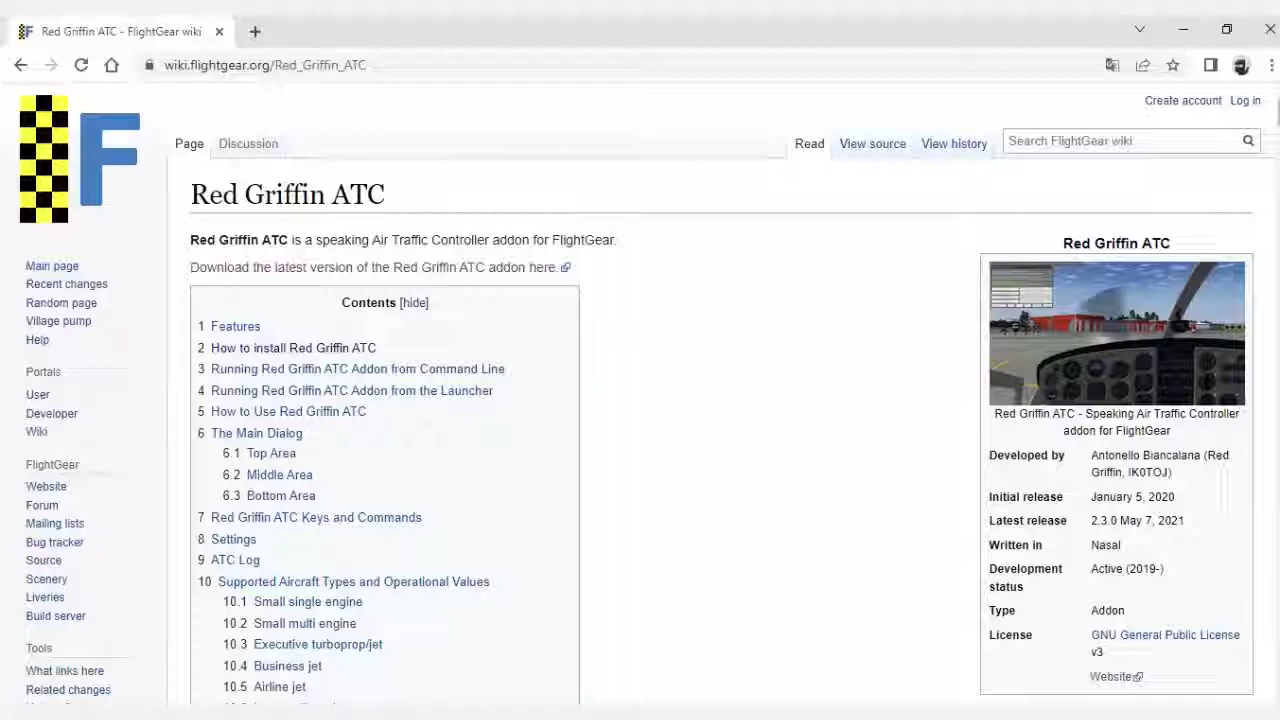 Red Griffin ATC - FlightGear wiki
wiki.flightgear.org/Red_Griffin_ATC
Create account Log in
Page Discussion Read View source View history Search FlightGear wiki
F
Red Griffin ATC
Red Griffin ATC is a speaking Air Traffic Controller addon for FlightGear.
Download the latest version of the Red Griffin ATC addon here.
Contents [hide]
1 Features
2 How to install Red Griffin ATC
3 Running Red Griffin ATC Addon from Command Line
4 Running Red Griffin ATC Addon from the Launcher
5 How to Use Red Griffin ATC
6 The Main Dialog
6.1 Top Area
6.2 Middle Area
6.3 Bottom Area
7 Red Griffin ATC Keys and Commands
8 Settings
9 ATC Log
10 Supported Aircraft Types and Operational Values
10.1 Small single engine
10.2 Small multi engine
10.3 Executive turboprop/jet
10.4 Business jet
10.5 Airline jet
Main page
Recent changes
Random page
Village pump
Help
Portals
User
Developer
Wiki
FlightGear
Website
Forum
Mailing lists
Bug tracker
Source
Scenery
Liveries
Build server
Tools
What links here
Related changes
Red Griffin ATC
Red Griffin ATC - Speaking Air Traffic Controller
addon for FlightGear
Developed by Antonello Biancalana (Red
Griffin, IK0TOJ)
Initial release January 5, 2020
Latest release 2.3.0 May 7, 2021
Written in Nasal
Development Active (2019-)
status
Type Addon
License GNU General Public License
v3
Website